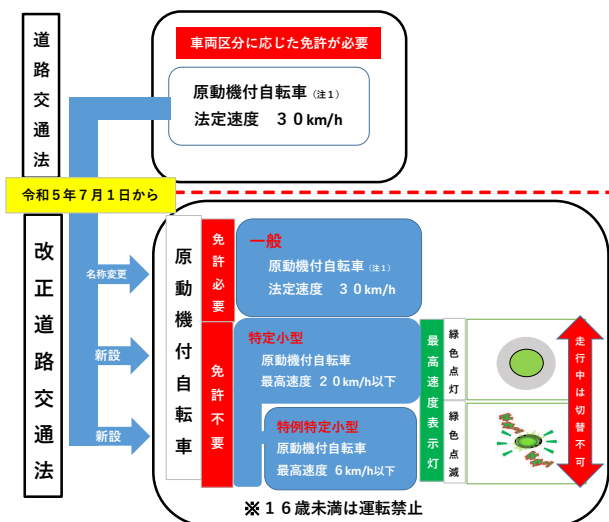 道路交通法
車両区分に応じた免許が必要
原動機付自転車（注１）
法定速度　３０km/h
令和５年７月１日から
改正道路交通法
名称変更
新設
新設
原動機付自転車
免許必要
一般
原動機付自転車（注１）
法定速度　３０km/h
免許不要
特定小型
原動機付自転車
最高速度 ２０km/h以下
特例特定小型
原動機付自転車
最高速度 ６km/h以下
最高速度表示灯
緑色点灯
緑色点滅
走行中は切替不可
※１６歳未満は運転禁止